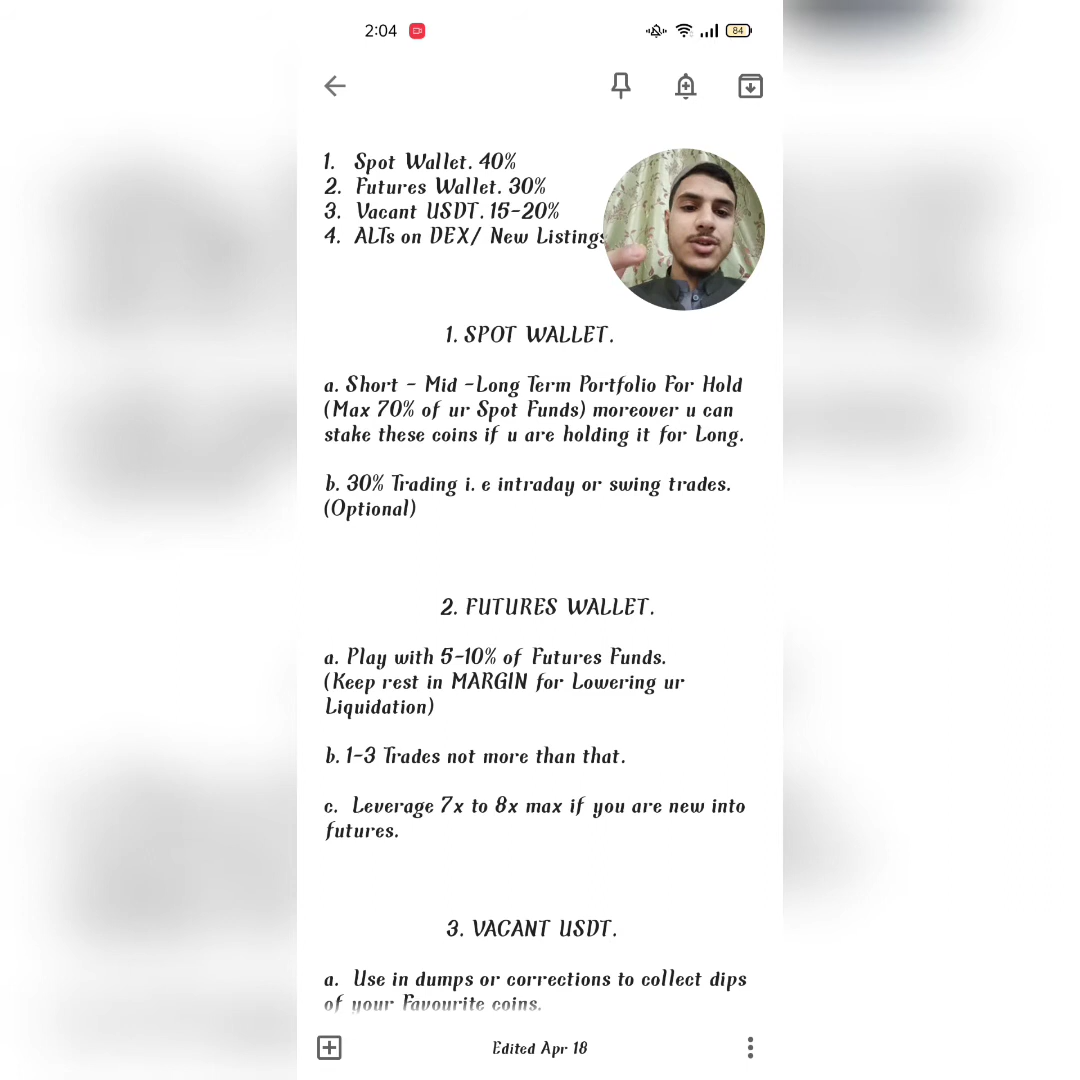 2:04
84
1. Spot Wallet. 40%
2. Futures Wallet. 30%
3. Vacant USDT. 15-20%
4. ALTs on DEX/ New Listings
1. SPOT WALLET.
a. Short - Mid -Long Term Portfolio For Hold
(Max 70% of ur Spot Funds) moreover u can
stake these coins if u are holding it for Long.
b. 30% Trading i. e intraday or swing trades.
(Optional)
2. FUTURES WALLET.
a. Play with 5-10% of Futures Funds.
(Keep rest in MARGIN for Lowering ur
Liquidation)
b. 1-3 Trades not more than that.
c. Leverage 7x to 8x max if you are new into
futures.
3. VACANT USDT.
a. Use in dumps or corrections to collect dips
of your Favourite coins.
Edited Apr 18